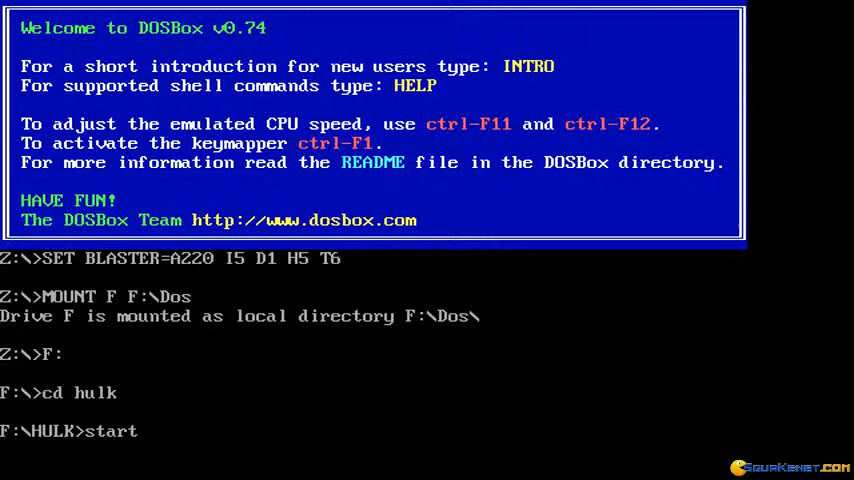 Welcome to DOSBox v0.74
For a short introduction for new users type: INTRO
For supported shell commands type: HELP
To adjust the emulated CPU speed, use ctrl-F11 and ctrl-F12.
To activate the keymapper ctrl-F1.
For more information read the README file in the DOSBox directory.
HAVE FUN!
The DOSBox Team http://www.dosbox.com
Z:\>SET BLASTER=A220 I5 D1 H5 T6
Z:\>MOUNT F F:\Dos
Drive F is mounted as local directory F:\Dos\
Z:\>F:
F:\>cd hulk
F:\HULK>start
SquaKenet.com